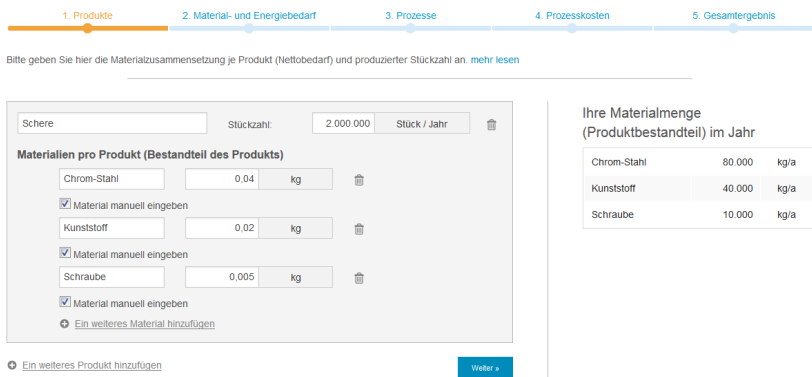 1. Produkte 2. Material- und Energiebedarf 3. Prozesse 4. Prozesskosten 5. Gesamtergebnis
Bitte geben Sie hier die Materialzusammensetzung je Produkt (Nettobedarf) und produzierter Stückzahl an. mehr lesen
Schere Stückzahl: 2.000.000 Stück / Jahr
Materialien pro Produkt (Bestandteil des Produkts)
Chrom-Stahl 0,04 kg
Material manuell eingeben
Kunststoff 0,02 kg
Material manuell eingeben
Schraube 0,005 kg
Material manuell eingeben
Ein weiteres Material hinzufügen
Ein weiteres Produkt hinzufügen
Weiter »
Ihre Materialmenge
(Produktbestandteil) im Jahr
Chrom-Stahl 80.000 kg/a
Kunststoff 40.000 kg/a
Schraube 10.000 kg/a